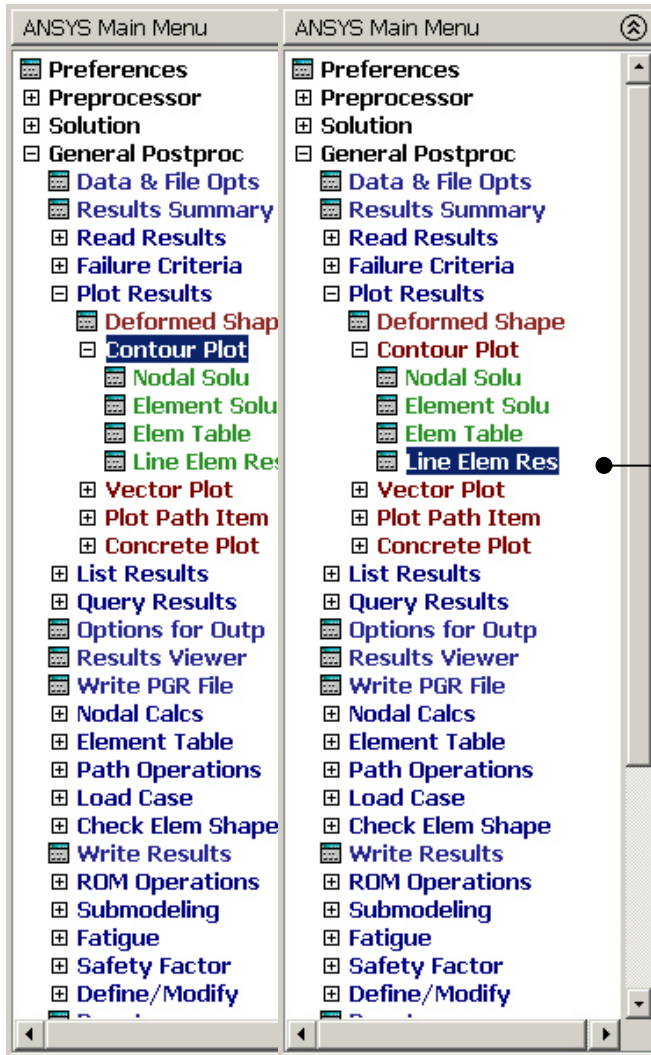 ANSYS Main Menu
Preferences
Preprocessor
Solution
General Postproc
Data & File Opts
Results Summary
Read Results
Failure Criteria
Plot Results
Deformed Shap
Contour Plot
Nodal Solu
Element Solu
Elem Table
Line Elem Res
Vector Plot
Plot Path Item
Concrete Plot
List Results
Query Results
Options for Outp
Results Viewer
Write PGR File
Nodal Calcs
Element Table
Path Operations
Load Case
Check Elem Shape
Write Results
ROM Operations
Submodeling
Fatigue
Safety Factor
Define/Modify
ANSYS Main Menu
Preferences
Preprocessor
Solution
General Postproc
Data & File Opts
Results Summary
Read Results
Failure Criteria
Plot Results
Deformed Shape
Contour Plot
Nodal Solu
Element Solu
Elem Table
Line Elem Res
Vector Plot
Plot Path Item
Concrete Plot
List Results
Query Results
Options for Outp
Results Viewer
Write PGR File
Nodal Calcs
Element Table
Path Operations
Load Case
Check Elem Shape
Write Results
ROM Operations
Submodeling
Fatigue
Safety Factor
Define/Modify